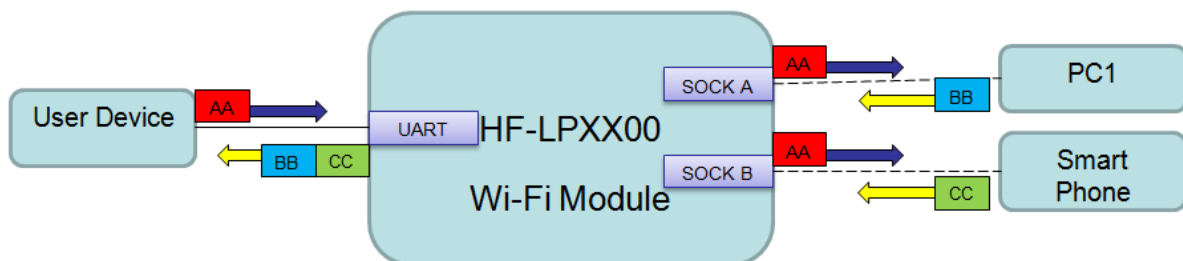 User Device
AA
BB
CC
UART
HF-LPXX00
Wi-Fi Module
SOCK A
AA
BB
PC1
SOCK B
AA
CC
Smart
Phone